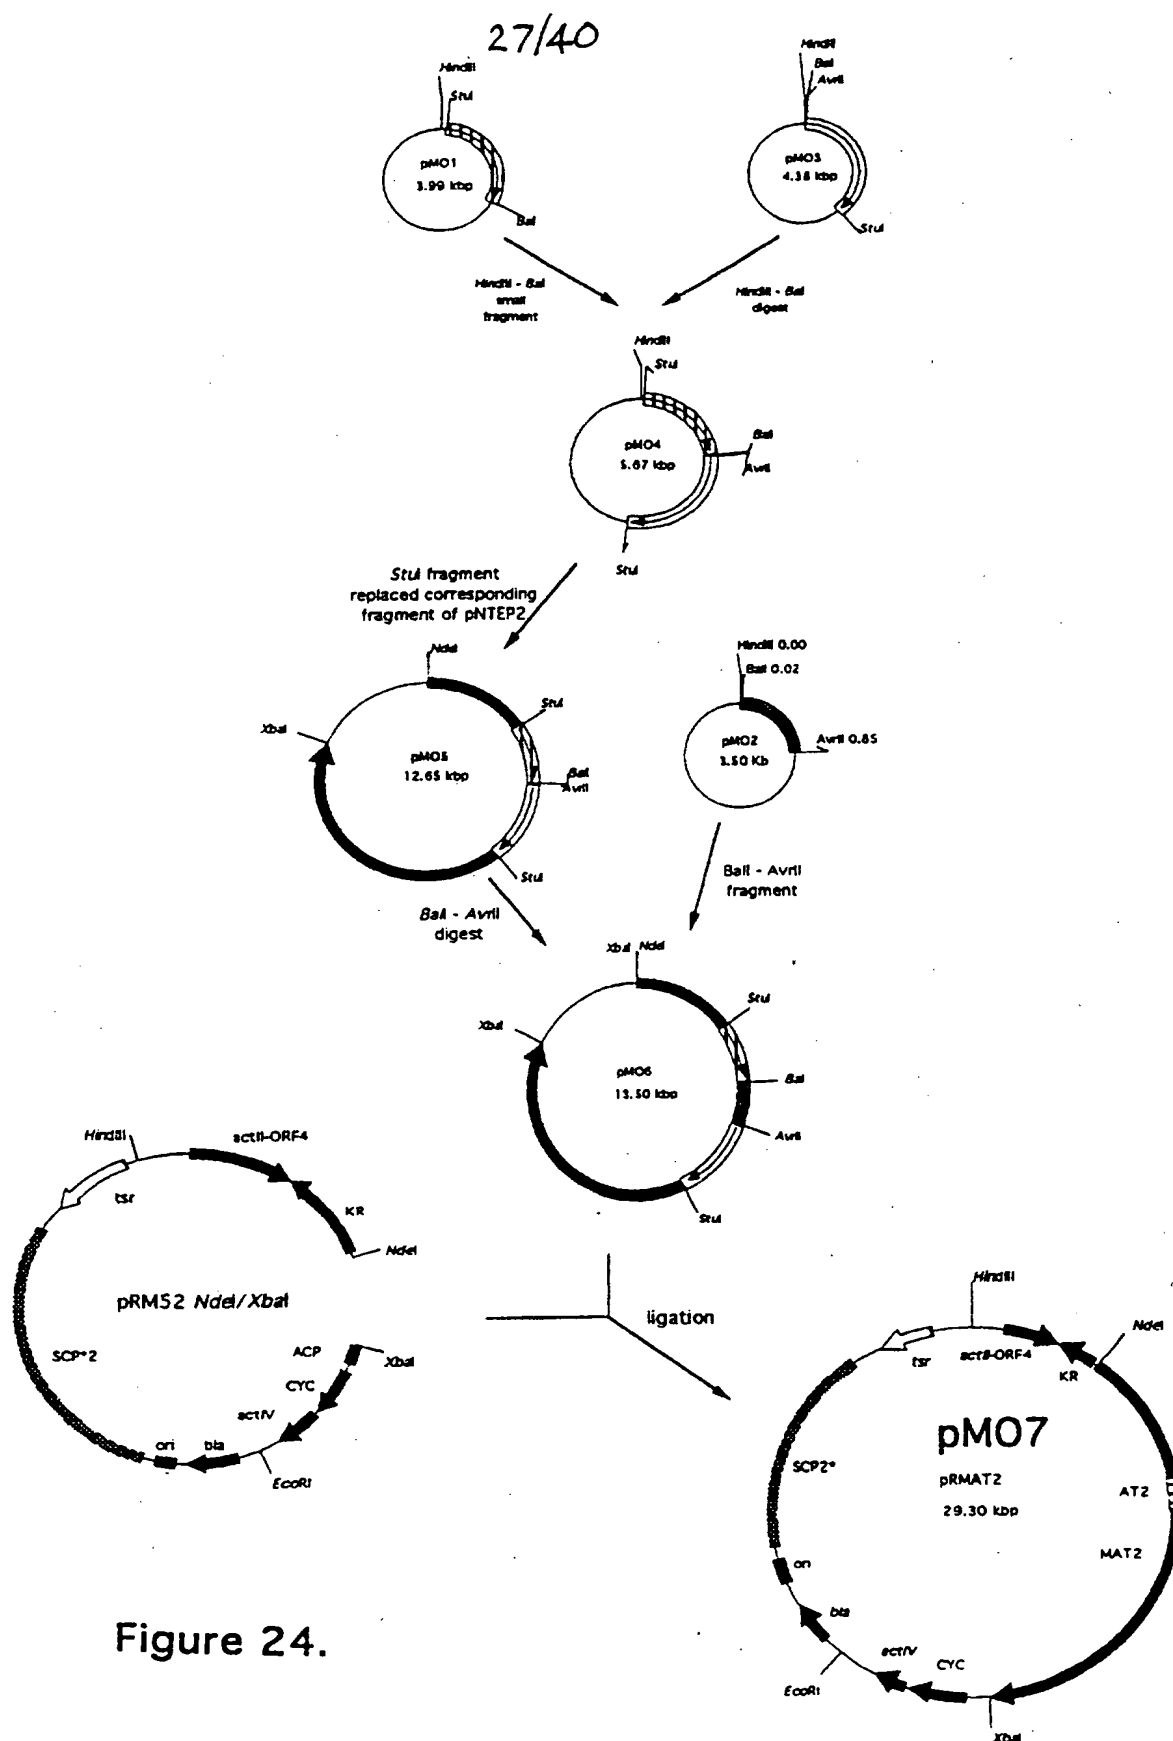 27/40
HindIII
StuI
pMO1
3.99 kbp
BalI
HindIII
BalI
AvrII
pMO3
4.38 kbp
StuI
HindIII - BalI
small
fragment
HindIII - BalI
digest
HindIII
StuI
pMO4
5.67 kbp
BalI
AvrII
StuI
StuI fragment
replaced corresponding
fragment of pNTEP2
NdeI
StuI
XbaI
pMO5
12.65 kbp
BalI
AvrII
StuI
HindIII 0.00
BalI 0.02
pMO2
3.50 Kb
AvrII 0.85
BalI - AvrII
digest
BalI - AvrII
fragment
XbaI NdeI
StuI
XbaI
pMO6
13.50 kbp
BalI
AvrII
StuI
HindIII
actII-ORF4
tsr
KR
NdeI
pRM52 NdeI/XbaI
SCP*2
ACP
XbaI
CYC
actIV
ori
bla
EcoRI
ligation
HindIII
NdeI
tsr
actII-ORF4
KR
pMO7
SCP2*
pRMAT2
29.30 kbp
AT2
MAT2
ori
bla
actIV
CYC
EcoRI
XbaI
Figure 24.